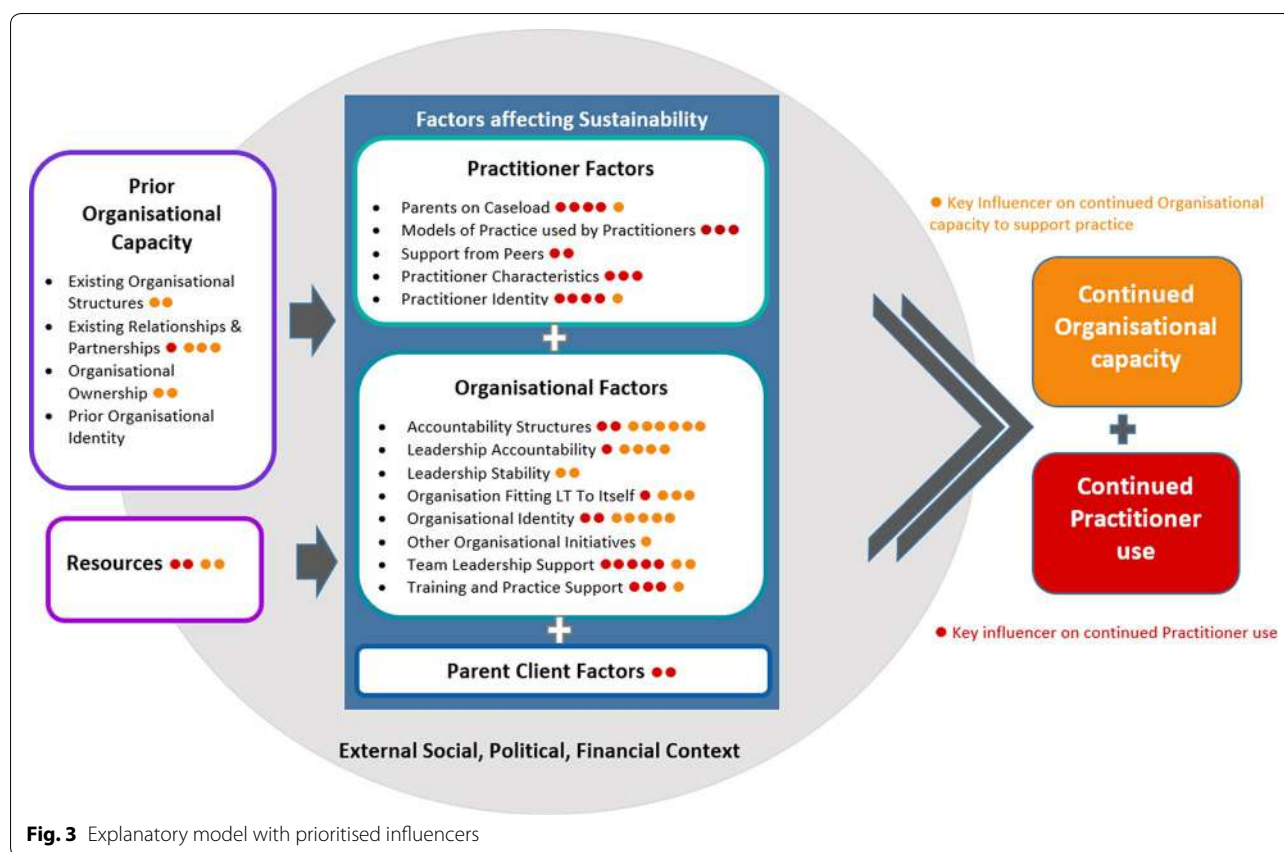 Prior
Organisational
Capacity
• Existing Organisational
Structures
• Existing Relationships &
Partnerships
• Organisational
Ownership
• Prior Organisational
Identity
Resources
Factors affecting Sustainability
Practitioner Factors
• Parents on Caseload
• Models of Practice used by Practitioners
• Support from Peers
• Practitioner Characteristics
• Practitioner Identity
+
Organisational Factors
• Accountability Structures
• Leadership Accountability
• Leadership Stability
• Organisation Fitting LT To Itself
• Organisational Identity
• Other Organisational Initiatives
• Team Leadership Support
• Training and Practice Support
+
Parent Client Factors
External Social, Political, Financial Context
Key Influencer on continued Organisational
capacity to support practice
Continued
Organisational
capacity
+
Continued
Practitioner
use
Key influencer on continued Practitioner use
Fig. 3 Explanatory model with prioritised influencers